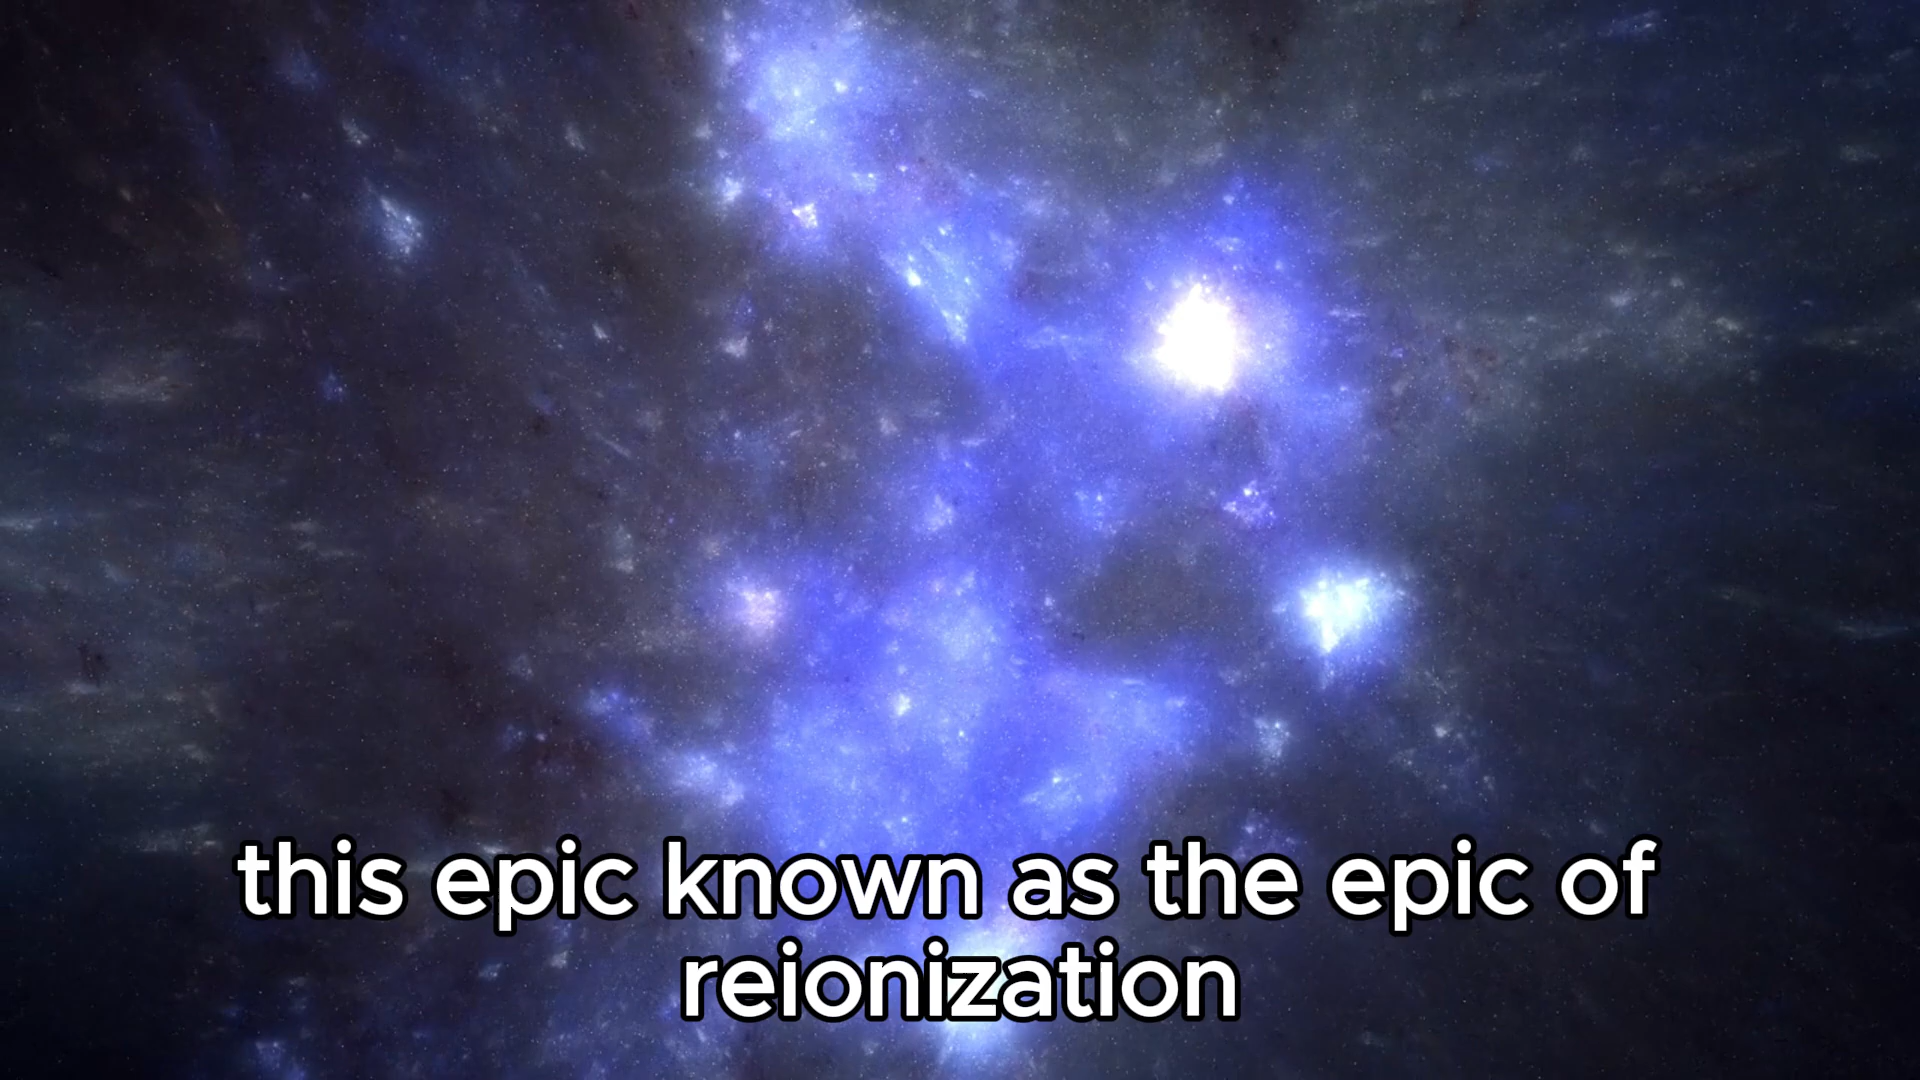 this epic known as the epic of
reionization